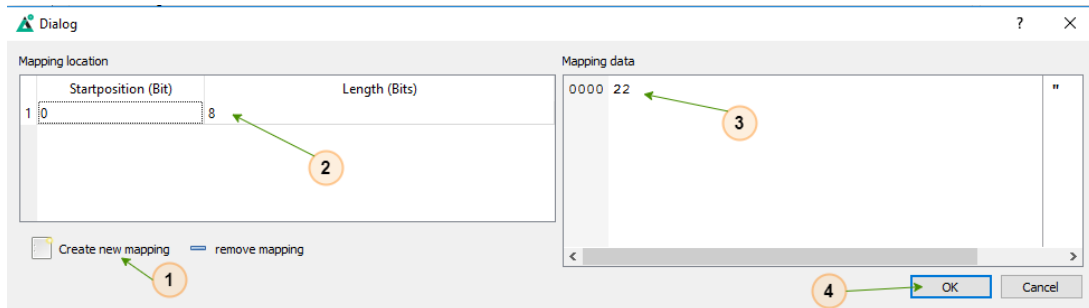 Dialog
? ×
Mapping location
Mapping data
Startposition (Bit) Length (Bits)
1 0 8
0000 22 "
2
3
Create new mapping remove mapping
1
4
OK Cancel